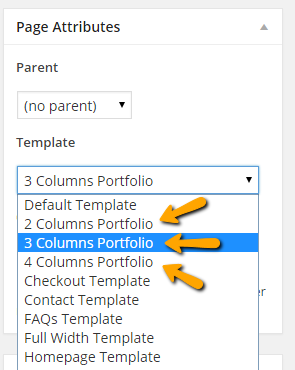 Page Attributes
Parent
(no parent)
Template
3 Columns Portfolio
Default Template
2 Columns Portfolio
3 Columns Portfolio
4 Columns Portfolio
Checkout Template
Contact Template
FAQs Template
Full Width Template
Homepage Template